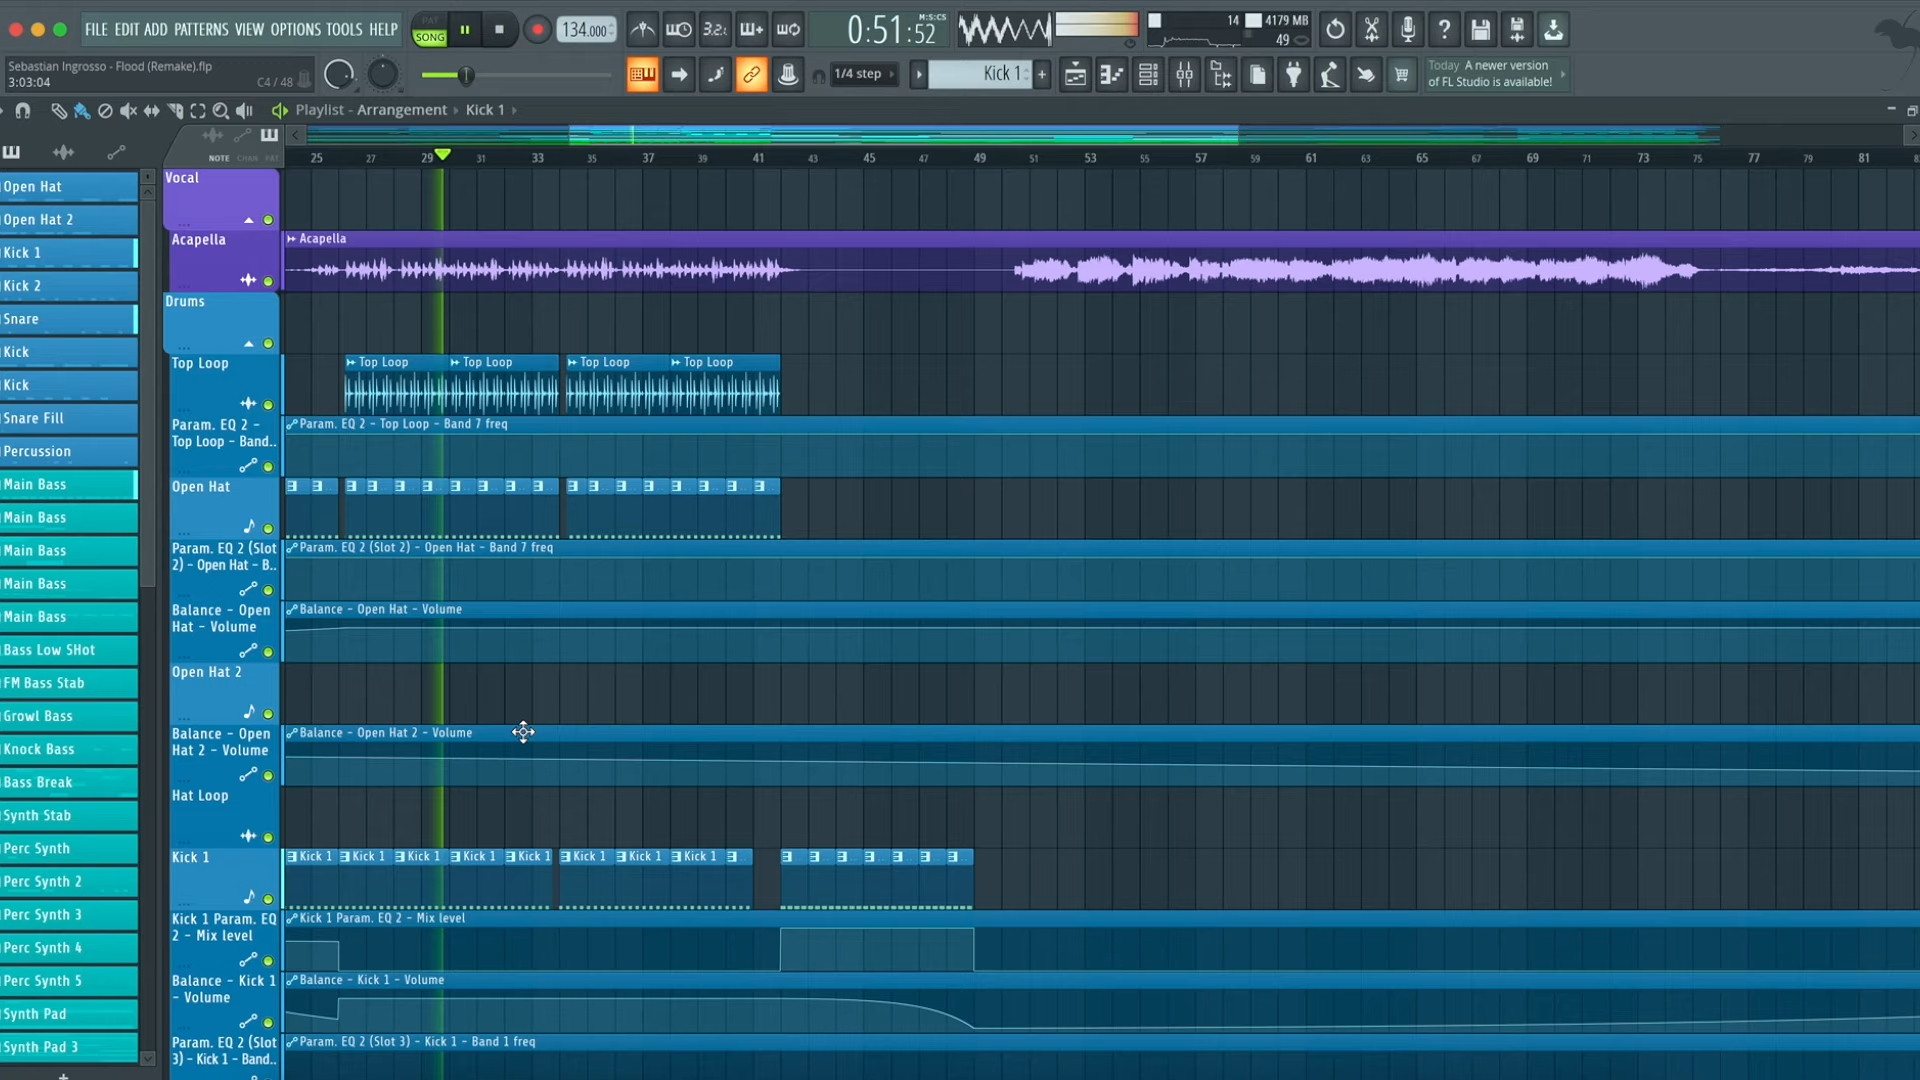 FILE EDIT ADD PATTERNS VIEW OPTIONS TOOLS HELP
PAT
SONG
134.000
3.2.
0:51:52
M:S:CS
14
4179 MB
49
Sebastian Ingrosso - Flood (Remake).flp
3:03:04
C4 / 48
1/4 step
Kick 1
Today A newer version
of FL Studio is available!
Playlist - Arrangement
Kick 1
NOTE CHAN PAT
25 27 29 31 33 35 37 39 41 43 45 47 49 51 53 55 57 59 61 63 65 67 69 71 73 75 77 79 81
Open Hat
Open Hat 2
Kick 1
Kick 2
Snare
Kick
Kick
Snare Fill
Percussion
Main Bass
Main Bass
Main Bass
Main Bass
Main Bass
Bass Low SHot
FM Bass Stab
Growl Bass
Knock Bass
Bass Break
Synth Stab
Perc Synth
Perc Synth 2
Perc Synth 3
Perc Synth 4
Perc Synth 5
Synth Pad
Synth Pad 3
Vocal
Acapella
Acapella
Drums
Top Loop
Top Loop Top Loop Top Loop Top Loop
Param. EQ 2 -
Top Loop - Band..
Param. EQ 2 - Top Loop - Band 7 freq
Open Hat
Param. EQ 2 (Slot
2) - Open Hat - B..
Param. EQ 2 (Slot 2) - Open Hat - Band 7 freq
Balance - Open
Hat - Volume
Balance - Open Hat - Volume
Open Hat 2
Balance - Open
Hat 2 - Volume
Balance - Open Hat 2 - Volume
Hat Loop
Kick 1
Kick 1 Kick 1 Kick 1 Kick 1 Kick 1 Kick 1 Kick 1 Kick 1
Kick 1 Param. EQ
2 - Mix level
Kick 1 Param. EQ 2 - Mix level
Balance - Kick 1
- Volume
Balance - Kick 1 - Volume
Param. EQ 2 (Slot
3) - Kick 1 - Band..
Param. EQ 2 (Slot 3) - Kick 1 - Band 1 freq